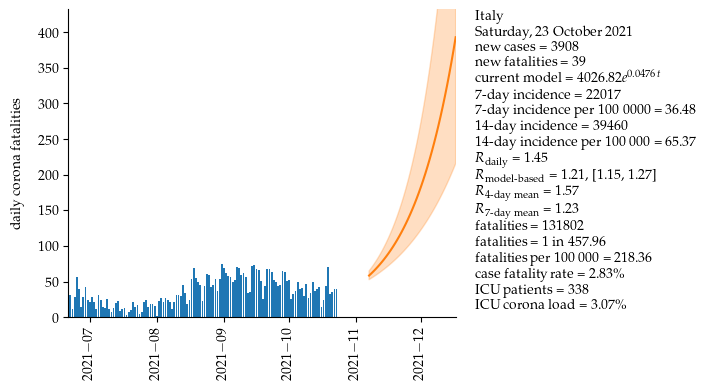 400
350
300
250
200
150
100
50
0
daily corona fatalities
2021−07
2021−08
2021−09
2021−10
2021−11
2021−12
Italy
Saturday, 23 October 2021
new cases = 3908
new fatalities = 39
current model = 4026.82e^0.0476 t
7-day incidence = 22017
7-day incidence per 100 0000 = 36.48
14-day incidence = 39460
14-day incidence per 100 000 = 65.37
R_daily = 1.45
R_model-based = 1.21, [1.15, 1.27]
R_4-day mean = 1.57
R_7-day mean = 1.23
fatalities = 131802
fatalities = 1 in 457.96
fatalities per 100 000 = 218.36
case fatality rate = 2.83%
ICU patients = 338
ICU corona load = 3.07%